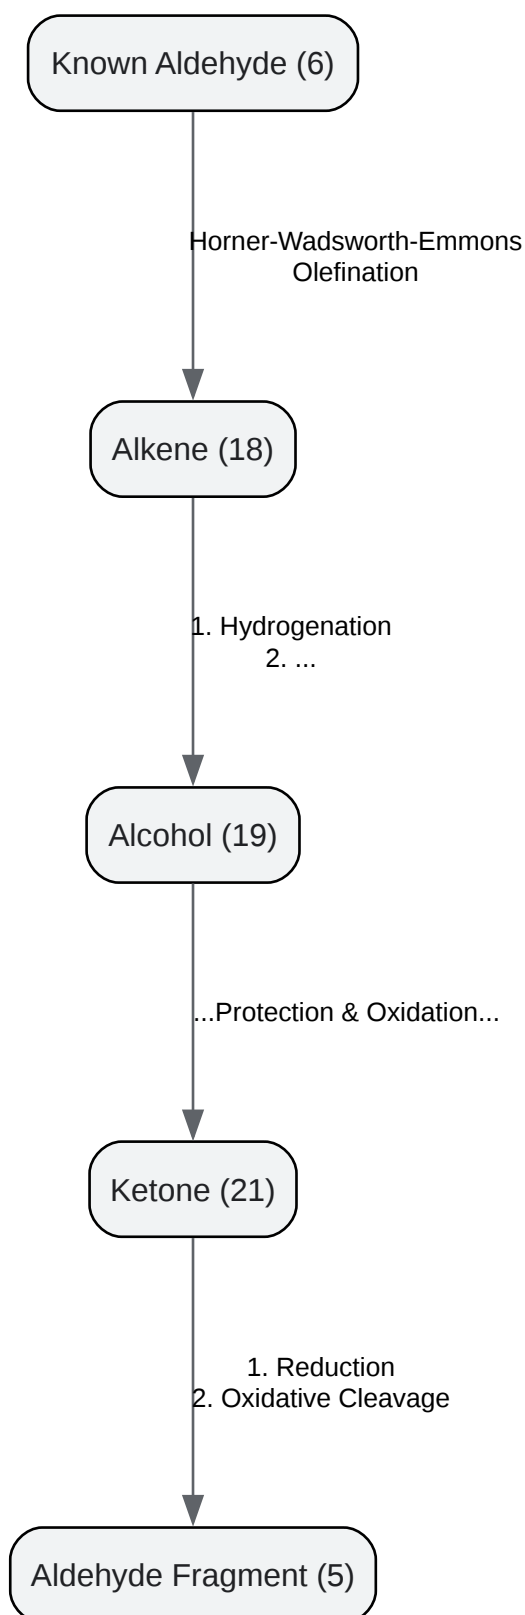 Known Aldehyde (6)
Horner-Wadsworth-Emmons
Olefination
Alkene (18)
1. Hydrogenation
2. ...
Alcohol (19)
...Protection & Oxidation...
Ketone (21)
1. Reduction
2. Oxidative Cleavage
Aldehyde Fragment (5)